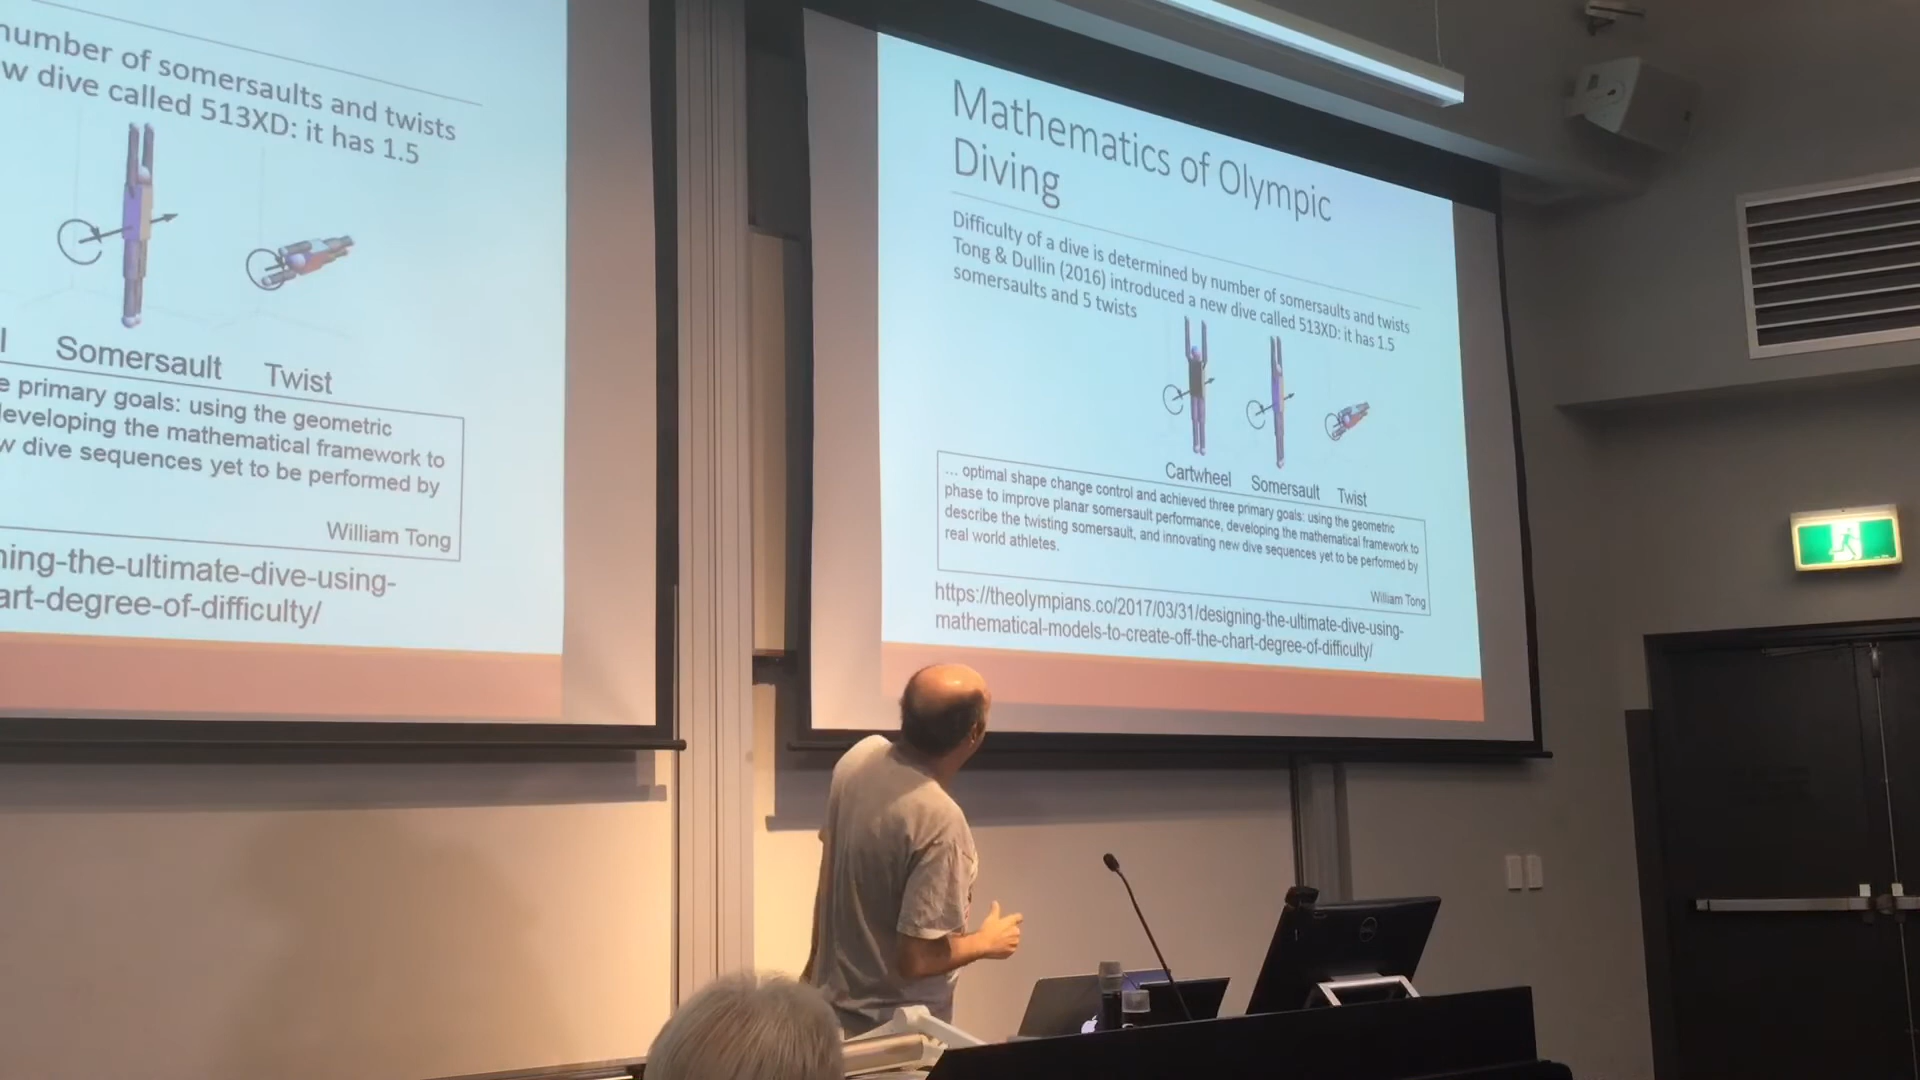 number of somersaults and twists
w dive called 513XD: it has 1.5
Somersault Twist
e primary goals: using the geometric
eveloping the mathematical framework to
w dive sequences yet to be performed by
William Tong
ning-the-ultimate-dive-using-
art-degree-of-difficulty/
Mathematics of Olympic
Diving
Difficulty of a dive is determined by number of somersaults and twists
Tong & Dullin (2016) introduced a new dive called 513XD: it has 1.5
somersaults and 5 twists
Cartwheel Somersault Twist
... optimal shape change control and achieved three primary goals: using the geometric
phase to improve planar somersault performance, developing the mathematical framework to
describe the twisting somersault, and innovating new dive sequences yet to be performed by
real world athletes.
William Tong
https://theolympians.co/2017/03/31/designing-the-ultimate-dive-using-
mathematical-models-to-create-off-the-chart-degree-of-difficulty/